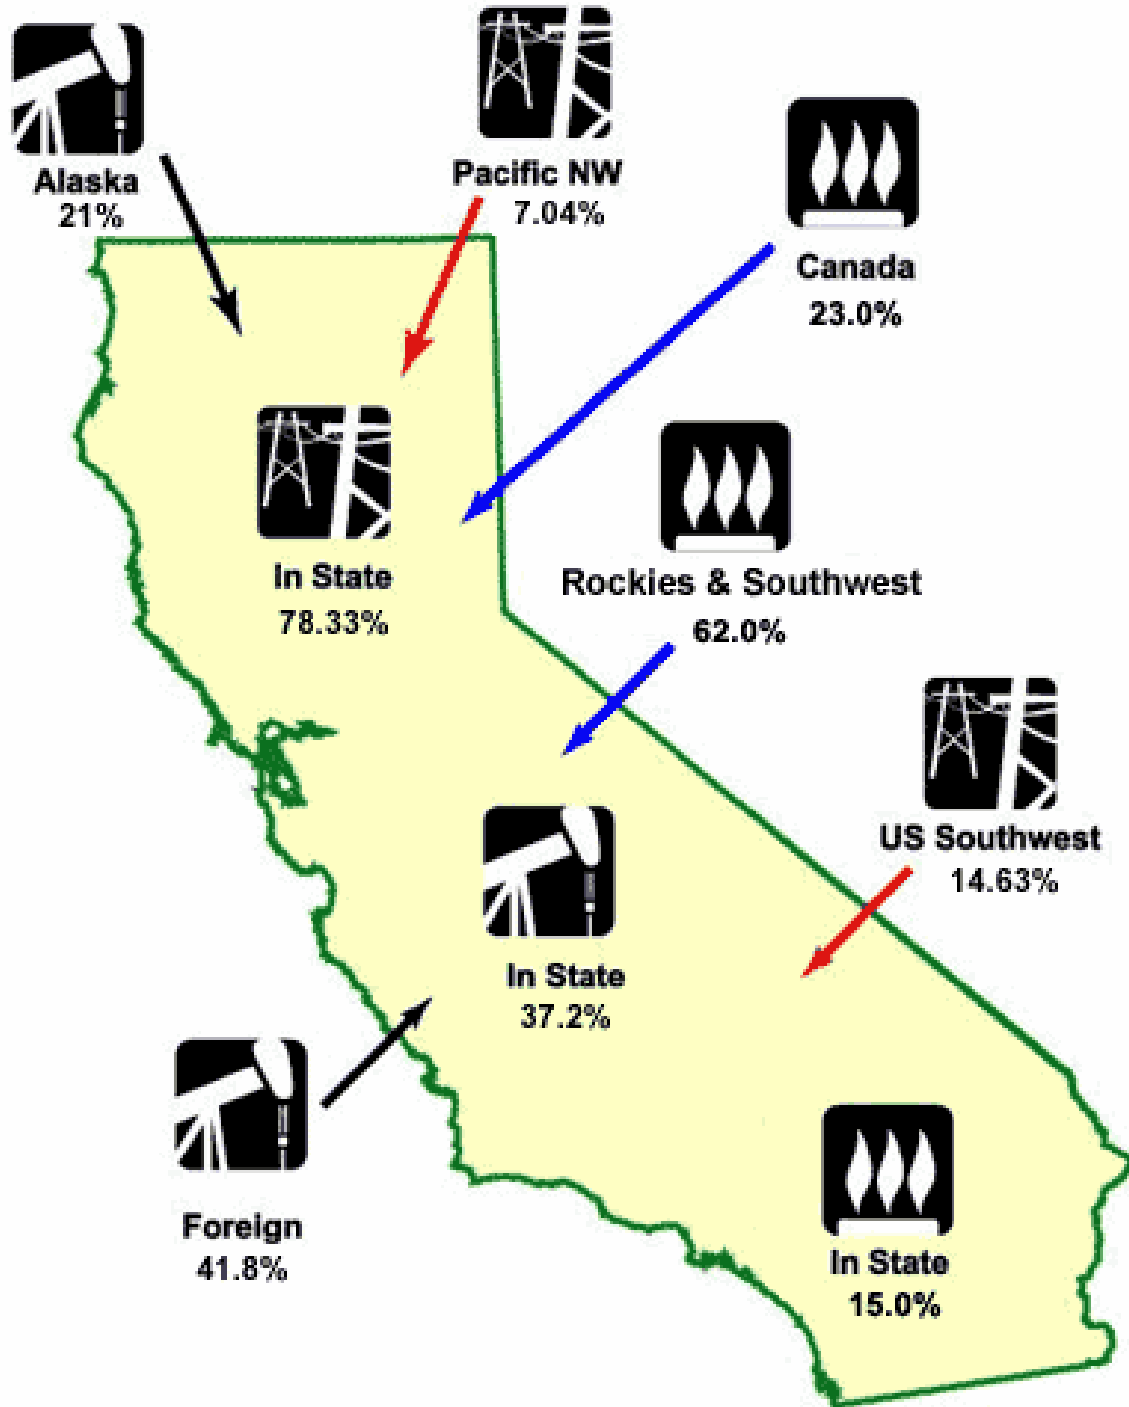 Alaska
21%
Pacific NW
7.04%
Canada
23.0%
In State
78.33%
Rockies & Southwest
62.0%
US Southwest
14.63%
In State
37.2%
Foreign
41.8%
In State
15.0%